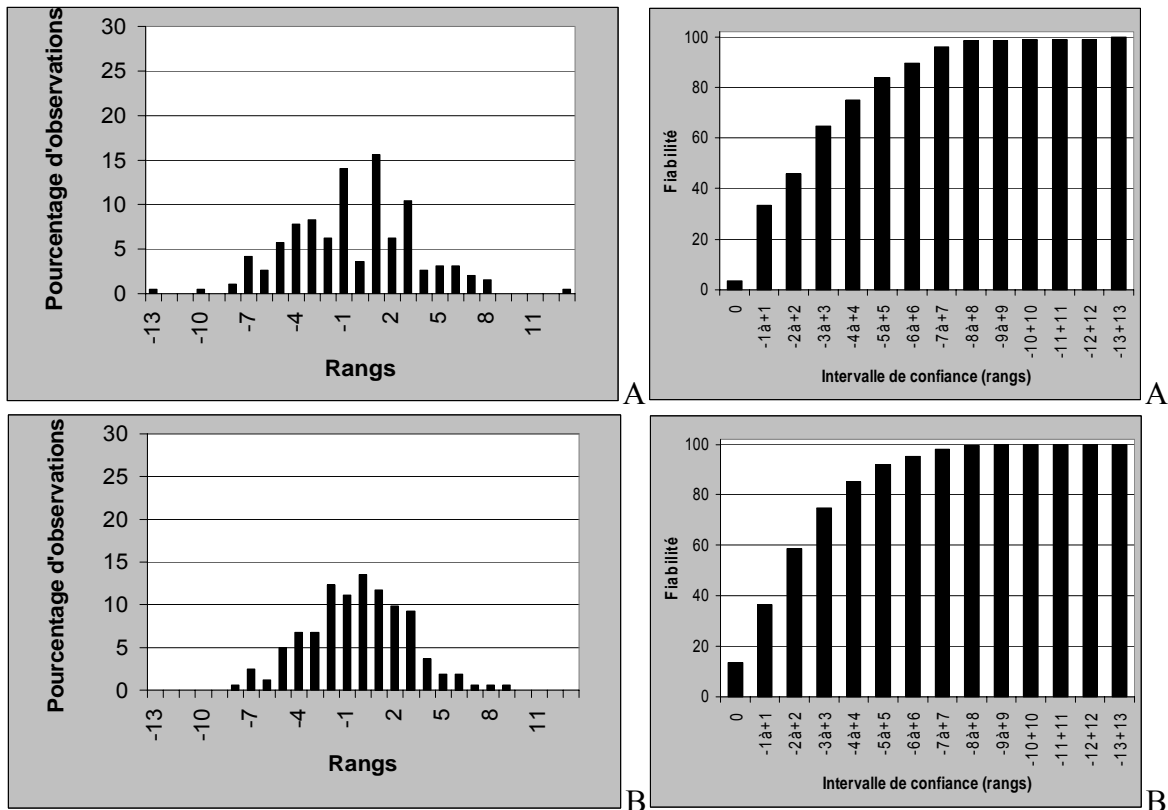 Pourcentage d'observations
30
25
20
15
10
5
0
-13
-10
-7
-4
-1
2
5
8
11
Rangs
A
Fiabilité
100
80
60
40
20
0
0
-1à+1
-2à+2
-3à+3
-4à+4
-5à+5
-6à+6
-7à+7
-8à+8
-9à+9
-10+10
-11+11
-12+12
-13+13
Intervalle de confiance (rangs)
A
Pourcentage d'observations
30
25
20
15
10
5
0
-13
-10
-7
-4
-1
2
5
8
11
Rangs
B
Fiabilité
100
80
60
40
20
0
0
-1à+1
-2à+2
-3à+3
-4à+4
-5à+5
-6à+6
-7à+7
-8à+8
-9à+9
-10+10
-11+11
-12+12
-13+13
Intervalle de confiance (rangs)
B